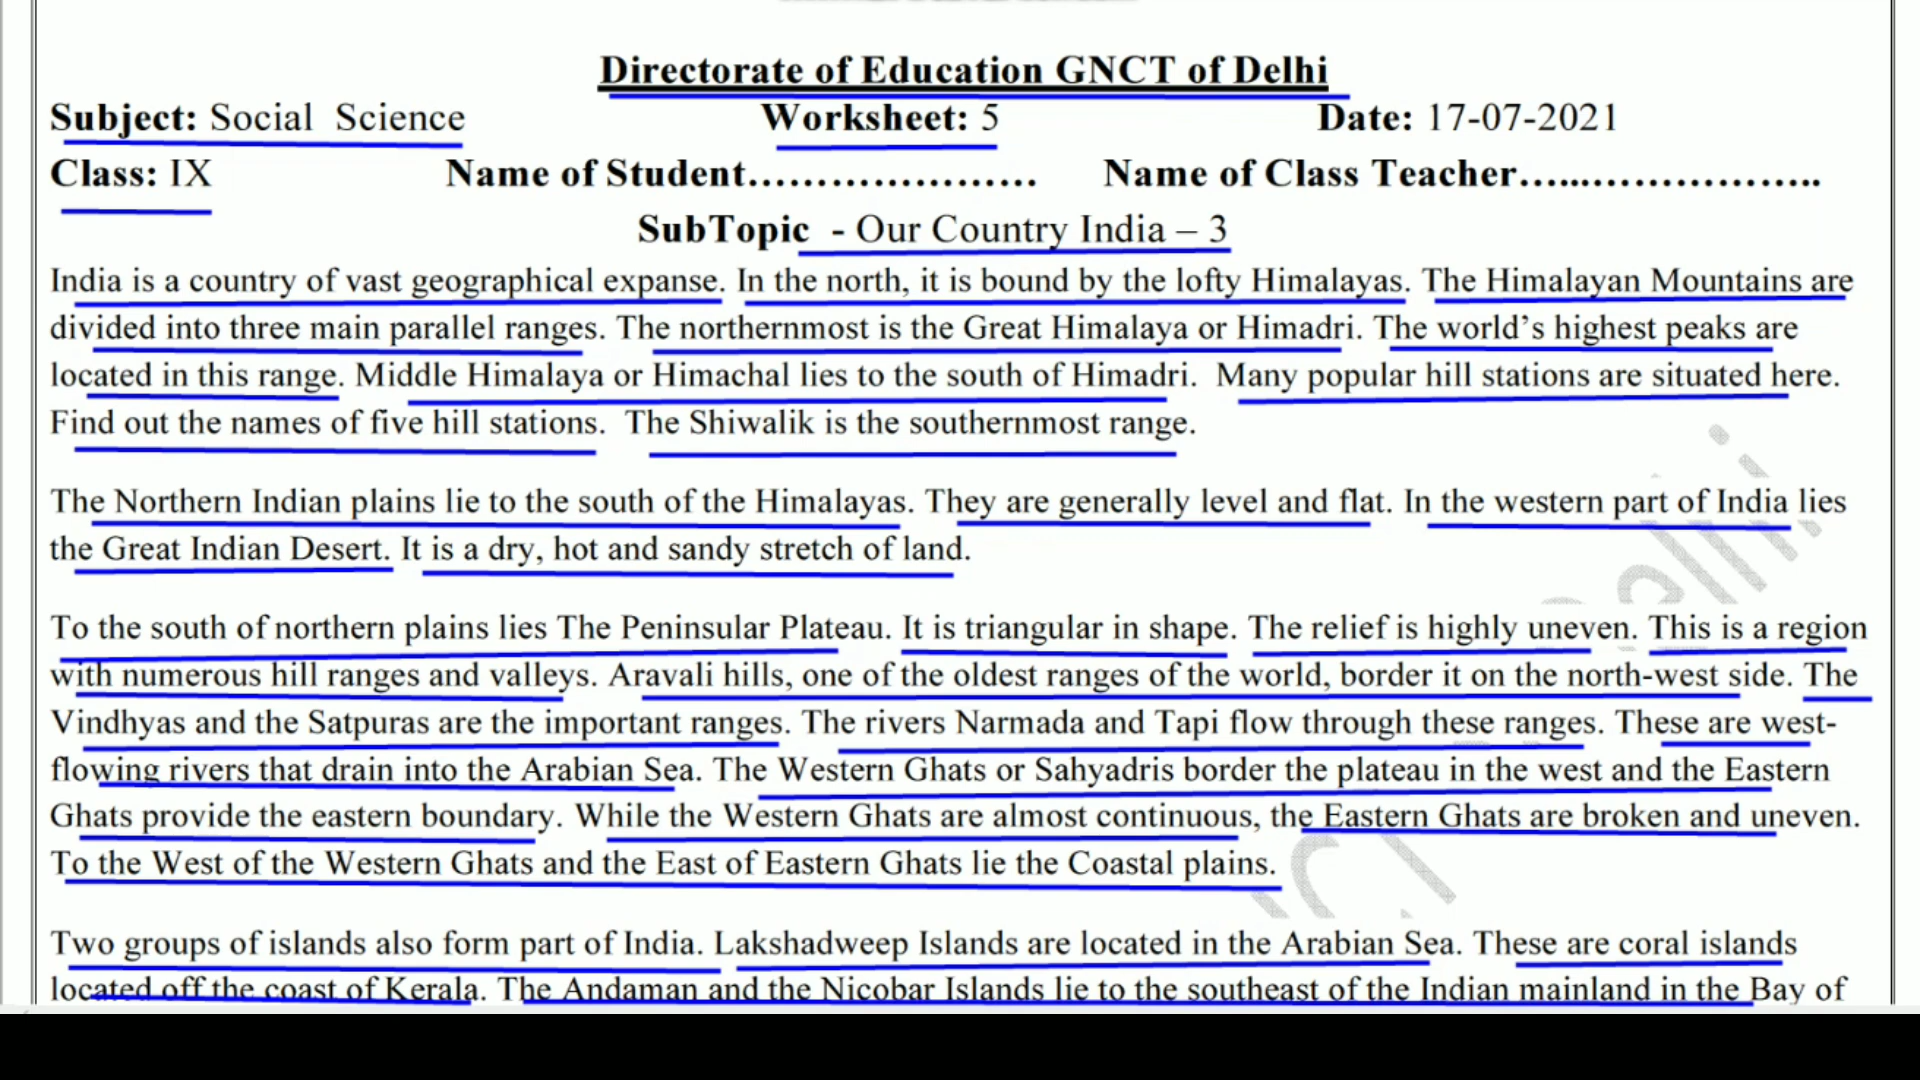 Directorate of Education GNCT of Delhi
Subject: Social Science Worksheet: 5 Date: 17-07-2021
Class: IX Name of Student………………… Name of Class Teacher…...……………..
SubTopic - Our Country India – 3
India is a country of vast geographical expanse. In the north, it is bound by the lofty Himalayas. The Himalayan Mountains are
divided into three main parallel ranges. The northernmost is the Great Himalaya or Himadri. The world’s highest peaks are
located in this range. Middle Himalaya or Himachal lies to the south of Himadri. Many popular hill stations are situated here.
Find out the names of five hill stations. The Shiwalik is the southernmost range.
The Northern Indian plains lie to the south of the Himalayas. They are generally level and flat. In the western part of India lies
the Great Indian Desert. It is a dry, hot and sandy stretch of land.
To the south of northern plains lies The Peninsular Plateau. It is triangular in shape. The relief is highly uneven. This is a region
with numerous hill ranges and valleys. Aravali hills, one of the oldest ranges of the world, border it on the north-west side. The
Vindhyas and the Satpuras are the important ranges. The rivers Narmada and Tapi flow through these ranges. These are west-
flowing rivers that drain into the Arabian Sea. The Western Ghats or Sahyadris border the plateau in the west and the Eastern
Ghats provide the eastern boundary. While the Western Ghats are almost continuous, the Eastern Ghats are broken and uneven.
To the West of the Western Ghats and the East of Eastern Ghats lie the Coastal plains.
Two groups of islands also form part of India. Lakshadweep Islands are located in the Arabian Sea. These are coral islands
located off the coast of Kerala. The Andaman and the Nicobar Islands lie to the southeast of the Indian mainland in the Bay of